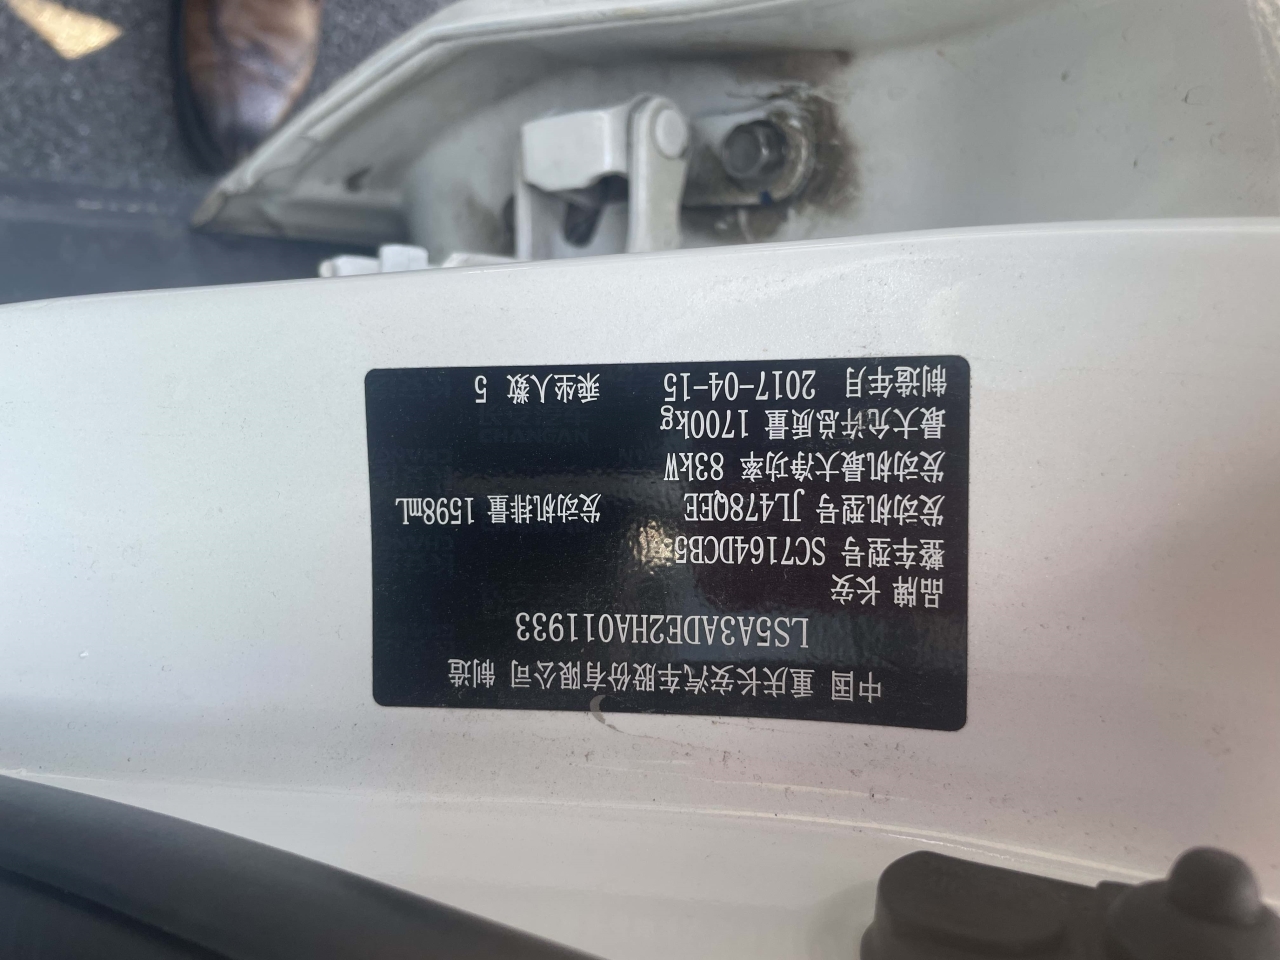 中国 重庆长安汽车股份有限公司 制造
LS5A3ADE2HA011933
品牌 长安
整车型号 SC7164DCB5
发动机型号 JL478QEE 发动机排量 1598mL
发动机最大净功率 83kW
最大允许总质量 1700kg
制造年月 2017-04-15 乘坐人数 5